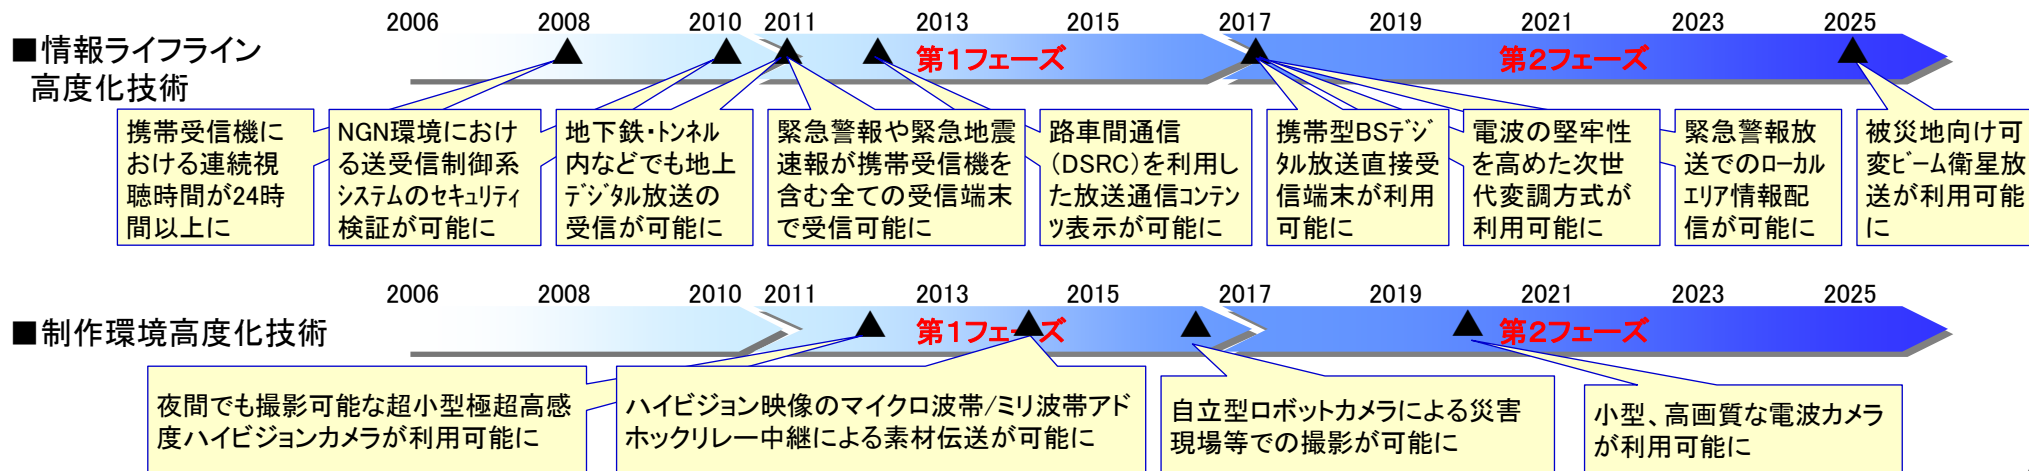 2006 2008 2010 2011 2013 2015 2017 2019 2021 2023 2025
■情報ライフライン
高度化技術
第1フェーズ 第2フェーズ
携帯受信機に
おける連続視
聴時間が24時
間以上に
NGN環境におけ
る送受信制御系
システムのセキュリティ
検証が可能に
地下鉄・トンネル
内などでも地上
デジタル放送の
受信が可能に
緊急警報や緊急地震
速報が携帯受信機を
含む全ての受信端末
で受信可能に
路車間通信
(DSRC)を利用し
た放送通信コンテン
ツ表示が可能に
携帯型BSデジ
タル放送直接受
信端末が利用
可能に
電波の堅牢性
を高めた次世
代変調方式が
利用可能に
緊急警報放
送でのローカル
エリア情報配
信が可能に
被災地向け可
変ビーム衛星放
送が利用可能
に
2006 2008 2010 2011 2013 2015 2017 2019 2021 2023 2025
■制作環境高度化技術
第1フェーズ 第2フェーズ
夜間でも撮影可能な超小型極超高感
度ハイビジョンカメラが利用可能に
ハイビジョン映像のマイクロ波帯/ミリ波帯アド
ホックリレー中継による素材伝送が可能に
自立型ロボットカメラによる災害
現場等での撮影が可能に
小型、高画質な電波カメラ
が利用可能に